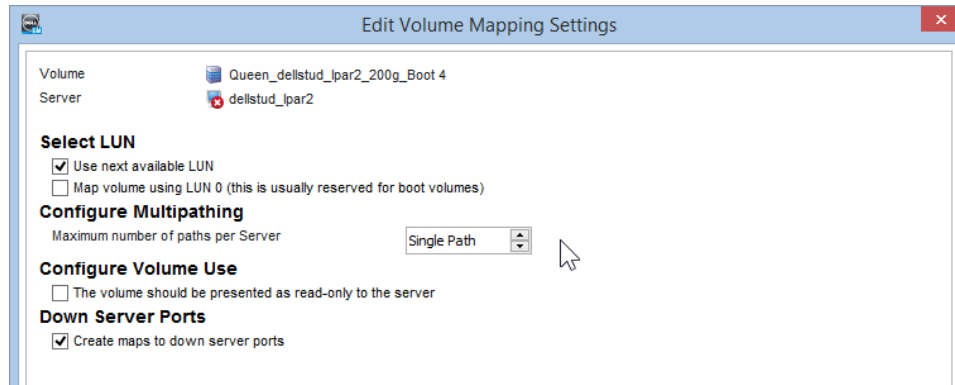 Edit Volume Mapping Settings
Volume Queen_dellstud_lpar2_200g_Boot 4
Server dellstud_lpar2
Select LUN
Use next available LUN
Map volume using LUN 0 (this is usually reserved for boot volumes)
Configure Multipathing
Maximum number of paths per Server Single Path
Configure Volume Use
The volume should be presented as read-only to the server
Down Server Ports
Create maps to down server ports